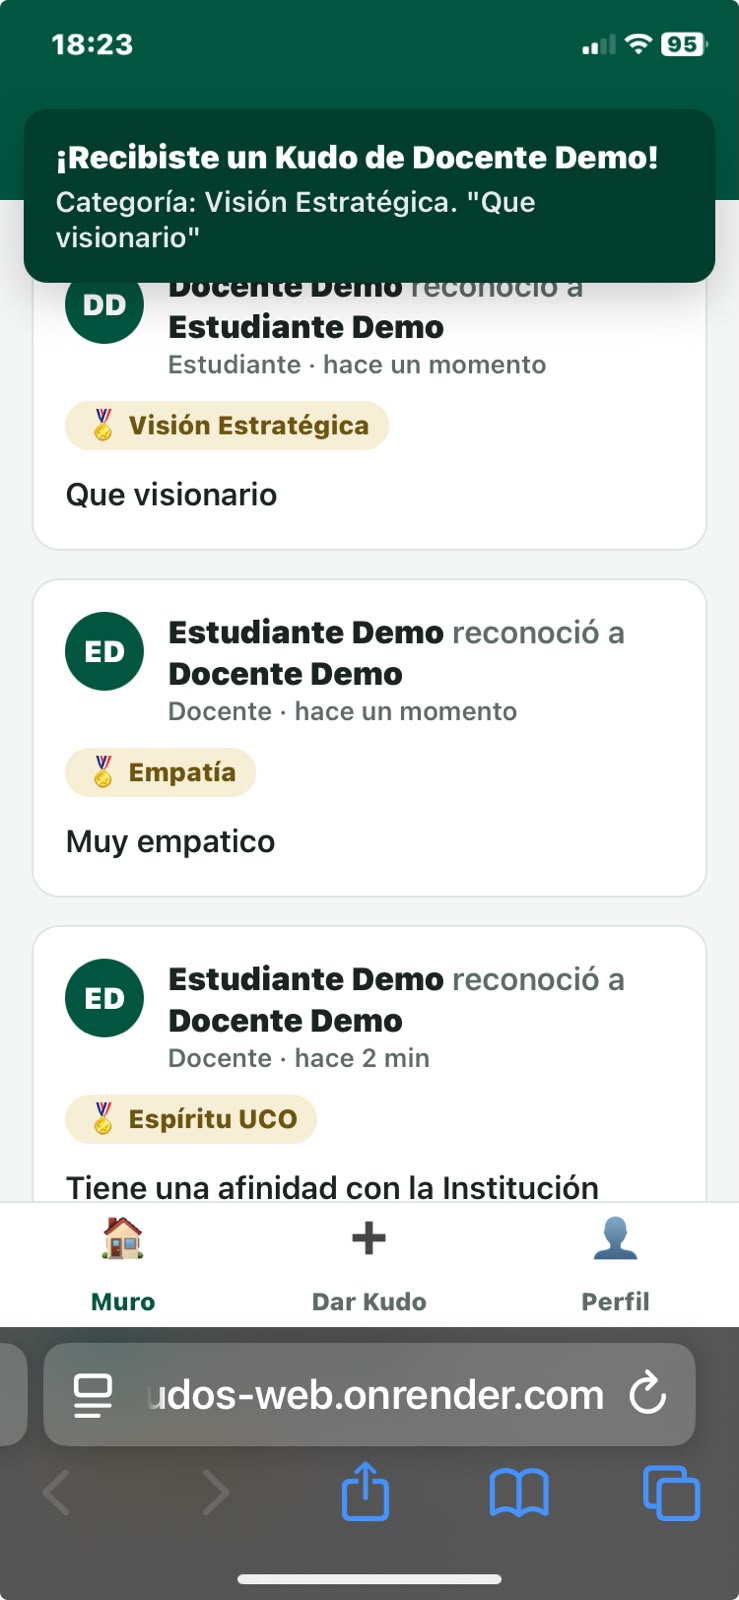 18:23
95
¡Recibiste un Kudo de Docente Demo!
Categoría: Visión Estratégica. "Que
visionario"
DD
Docente Demo reconoció a
Estudiante Demo
Estudiante · hace un momento
Visión Estratégica
Que visionario
ED
Estudiante Demo reconoció a
Docente Demo
Docente · hace un momento
Empatía
Muy empatico
ED
Estudiante Demo reconoció a
Docente Demo
Docente · hace 2 min
Espíritu UCO
Tiene una afinidad con la Institución
Muro
Dar Kudo
Perfil
udos-web.onrender.com